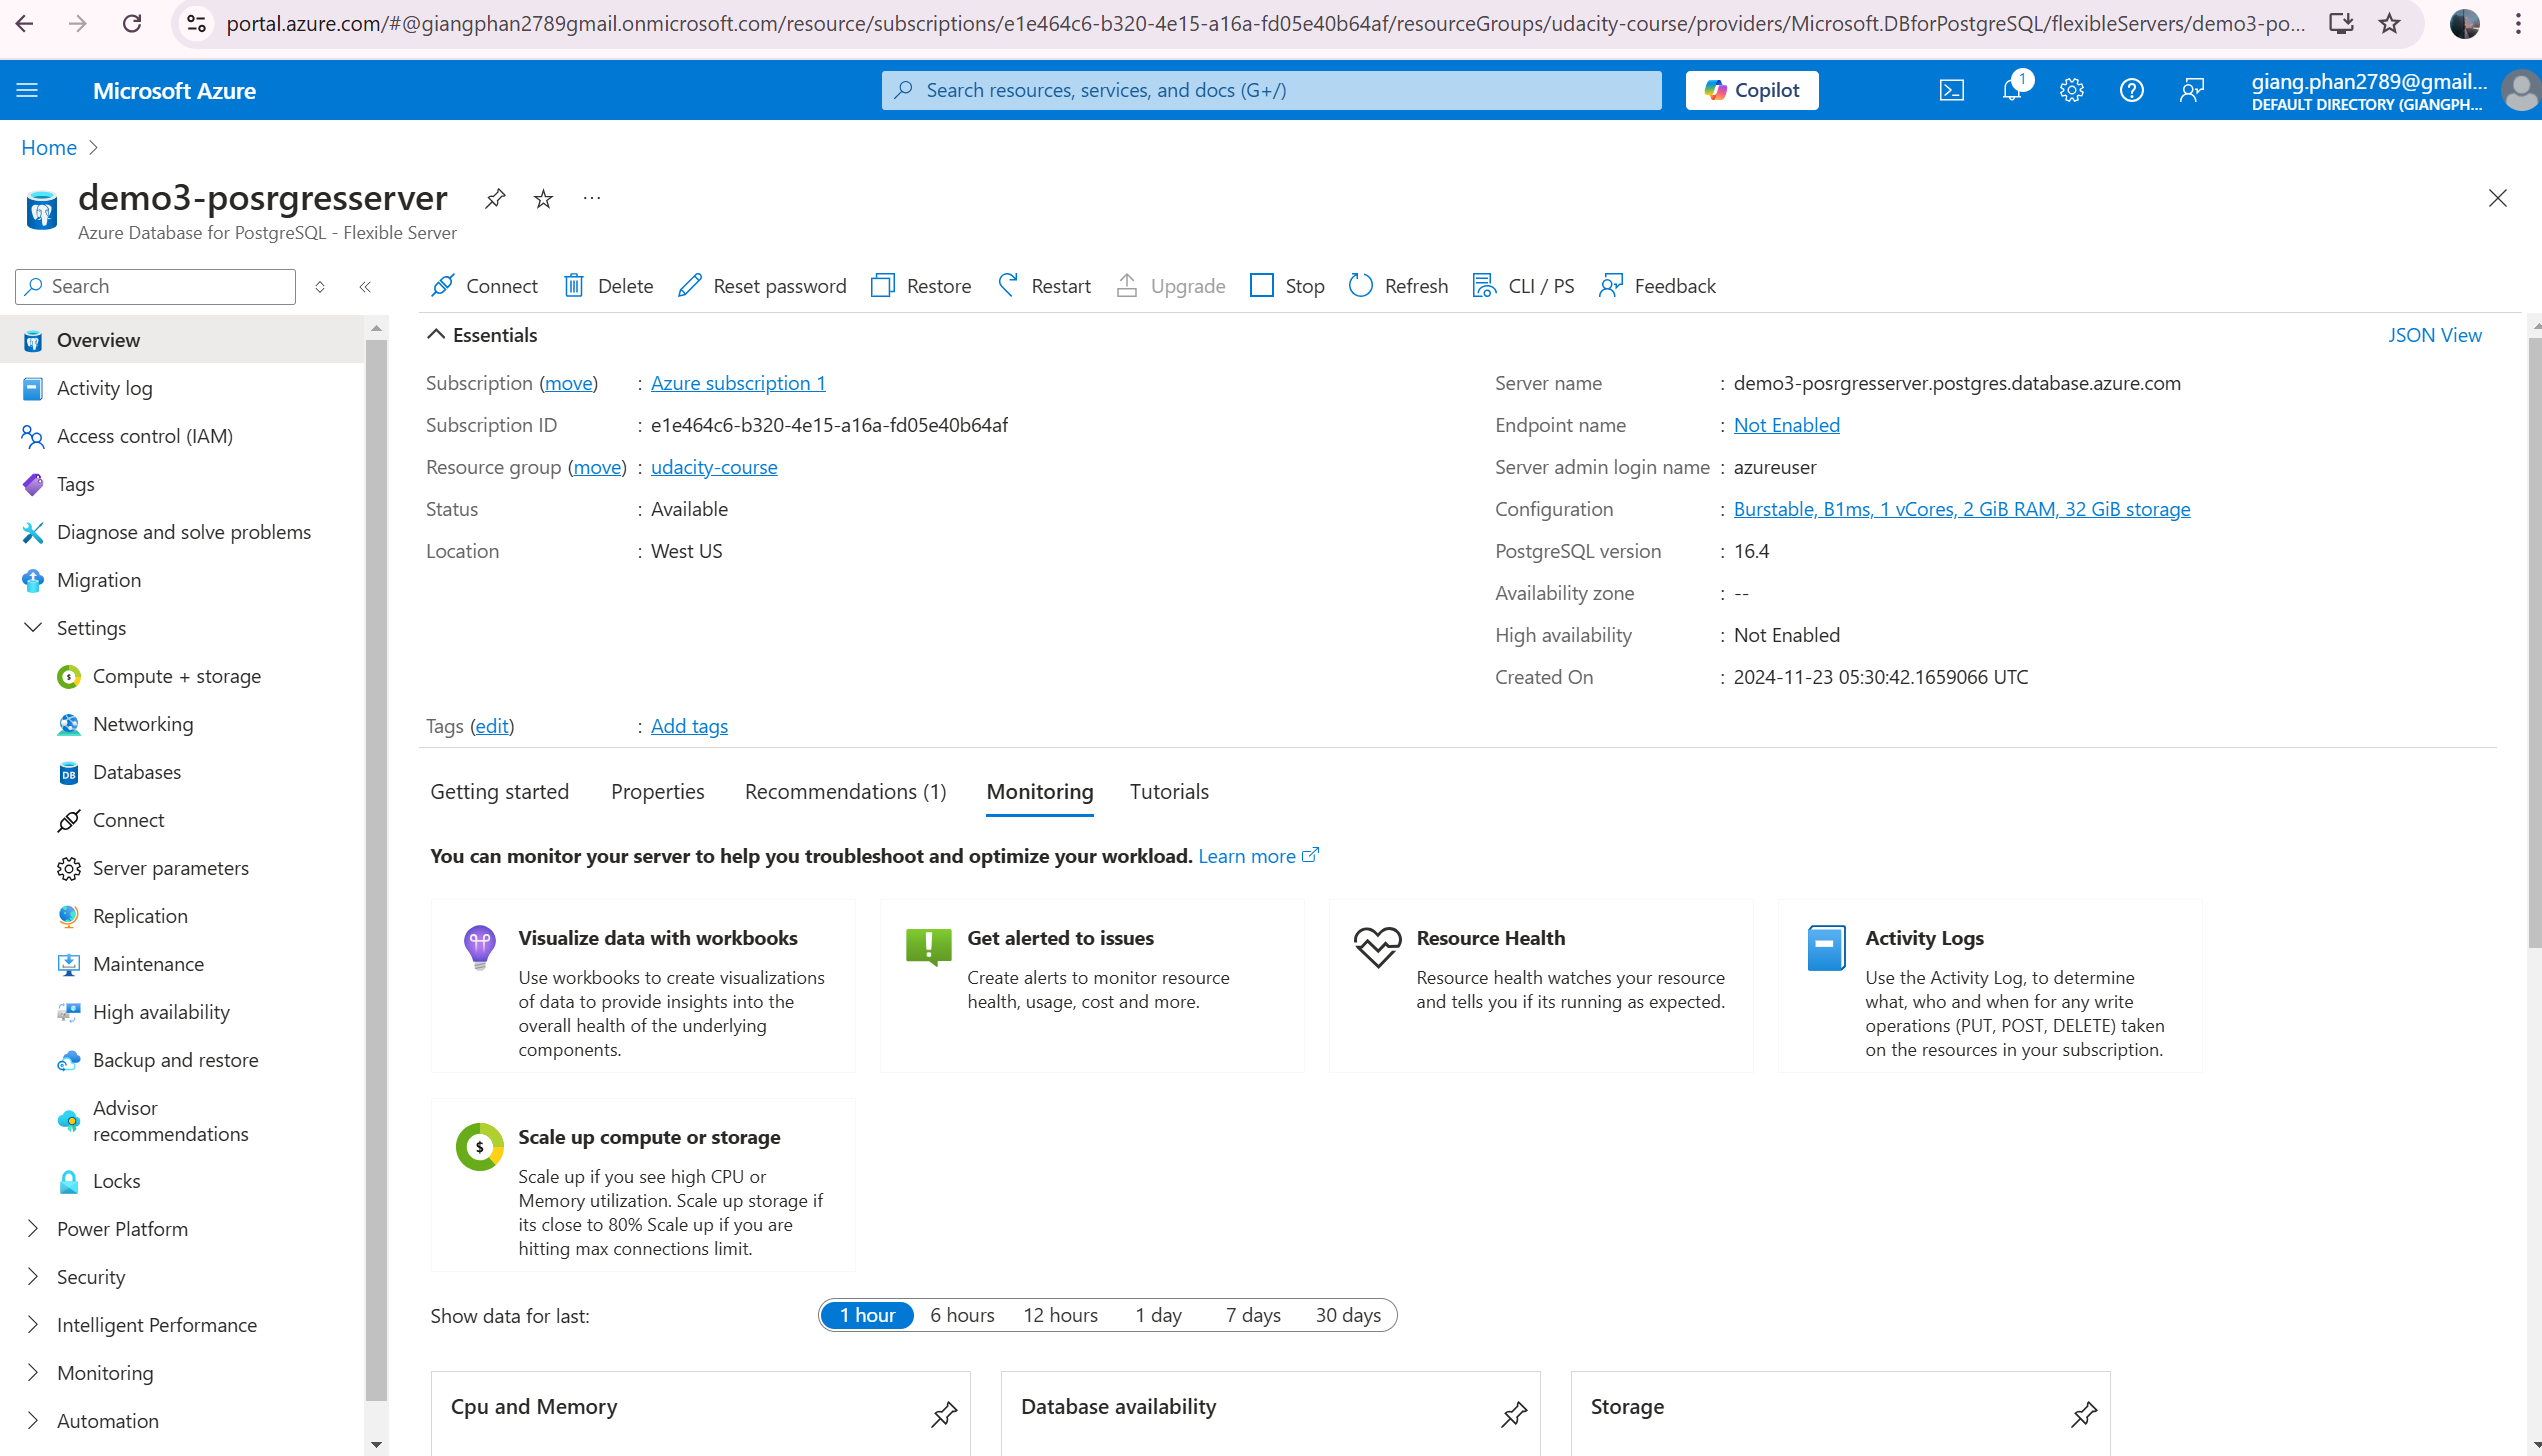 portal.azure.com/#@giangphan2789gmail.onmicrosoft.com/resource/subscriptions/e1e464c6-b320-4e15-a16a-fd05e40b64af/resourceGroups/udacity-course/providers/Microsoft.DBforPostgreSQL/flexibleServers/demo3-po...
Microsoft Azure
Search resources, services, and docs (G+/)
Copilot
1
giang.phan2789@gmail...
DEFAULT DIRECTORY (GIANGPH...
Home
demo3-posrgresserver
Azure Database for PostgreSQL - Flexible Server
Search
Connect
Delete
Reset password
Restore
Restart
Upgrade
Stop
Refresh
CLI / PS
Feedback
Overview
Activity log
Access control (IAM)
Tags
Diagnose and solve problems
Migration
Settings
Compute + storage
Networking
Databases
Connect
Server parameters
Replication
Maintenance
High availability
Backup and restore
Advisor
recommendations
Locks
Power Platform
Security
Intelligent Performance
Monitoring
Automation
Essentials
JSON View
Subscription (move) : Azure subscription 1
Subscription ID : e1e464c6-b320-4e15-a16a-fd05e40b64af
Resource group (move) : udacity-course
Status : Available
Location : West US
Server name : demo3-posrgresserver.postgres.database.azure.com
Endpoint name : Not Enabled
Server admin login name : azureuser
Configuration : Burstable, B1ms, 1 vCores, 2 GiB RAM, 32 GiB storage
PostgreSQL version : 16.4
Availability zone : --
High availability : Not Enabled
Created On : 2024-11-23 05:30:42.1659066 UTC
Tags (edit) : Add tags
Getting started
Properties
Recommendations (1)
Monitoring
Tutorials
You can monitor your server to help you troubleshoot and optimize your workload. Learn more
Visualize data with workbooks
Use workbooks to create visualizations
of data to provide insights into the
overall health of the underlying
components.
Get alerted to issues
Create alerts to monitor resource
health, usage, cost and more.
Resource Health
Resource health watches your resource
and tells you if its running as expected.
Activity Logs
Use the Activity Log, to determine
what, who and when for any write
operations (PUT, POST, DELETE) taken
on the resources in your subscription.
Scale up compute or storage
Scale up if you see high CPU or
Memory utilization. Scale up storage if
its close to 80% Scale up if you are
hitting max connections limit.
Show data for last:
1 hour
6 hours
12 hours
1 day
7 days
30 days
Cpu and Memory
Database availability
Storage